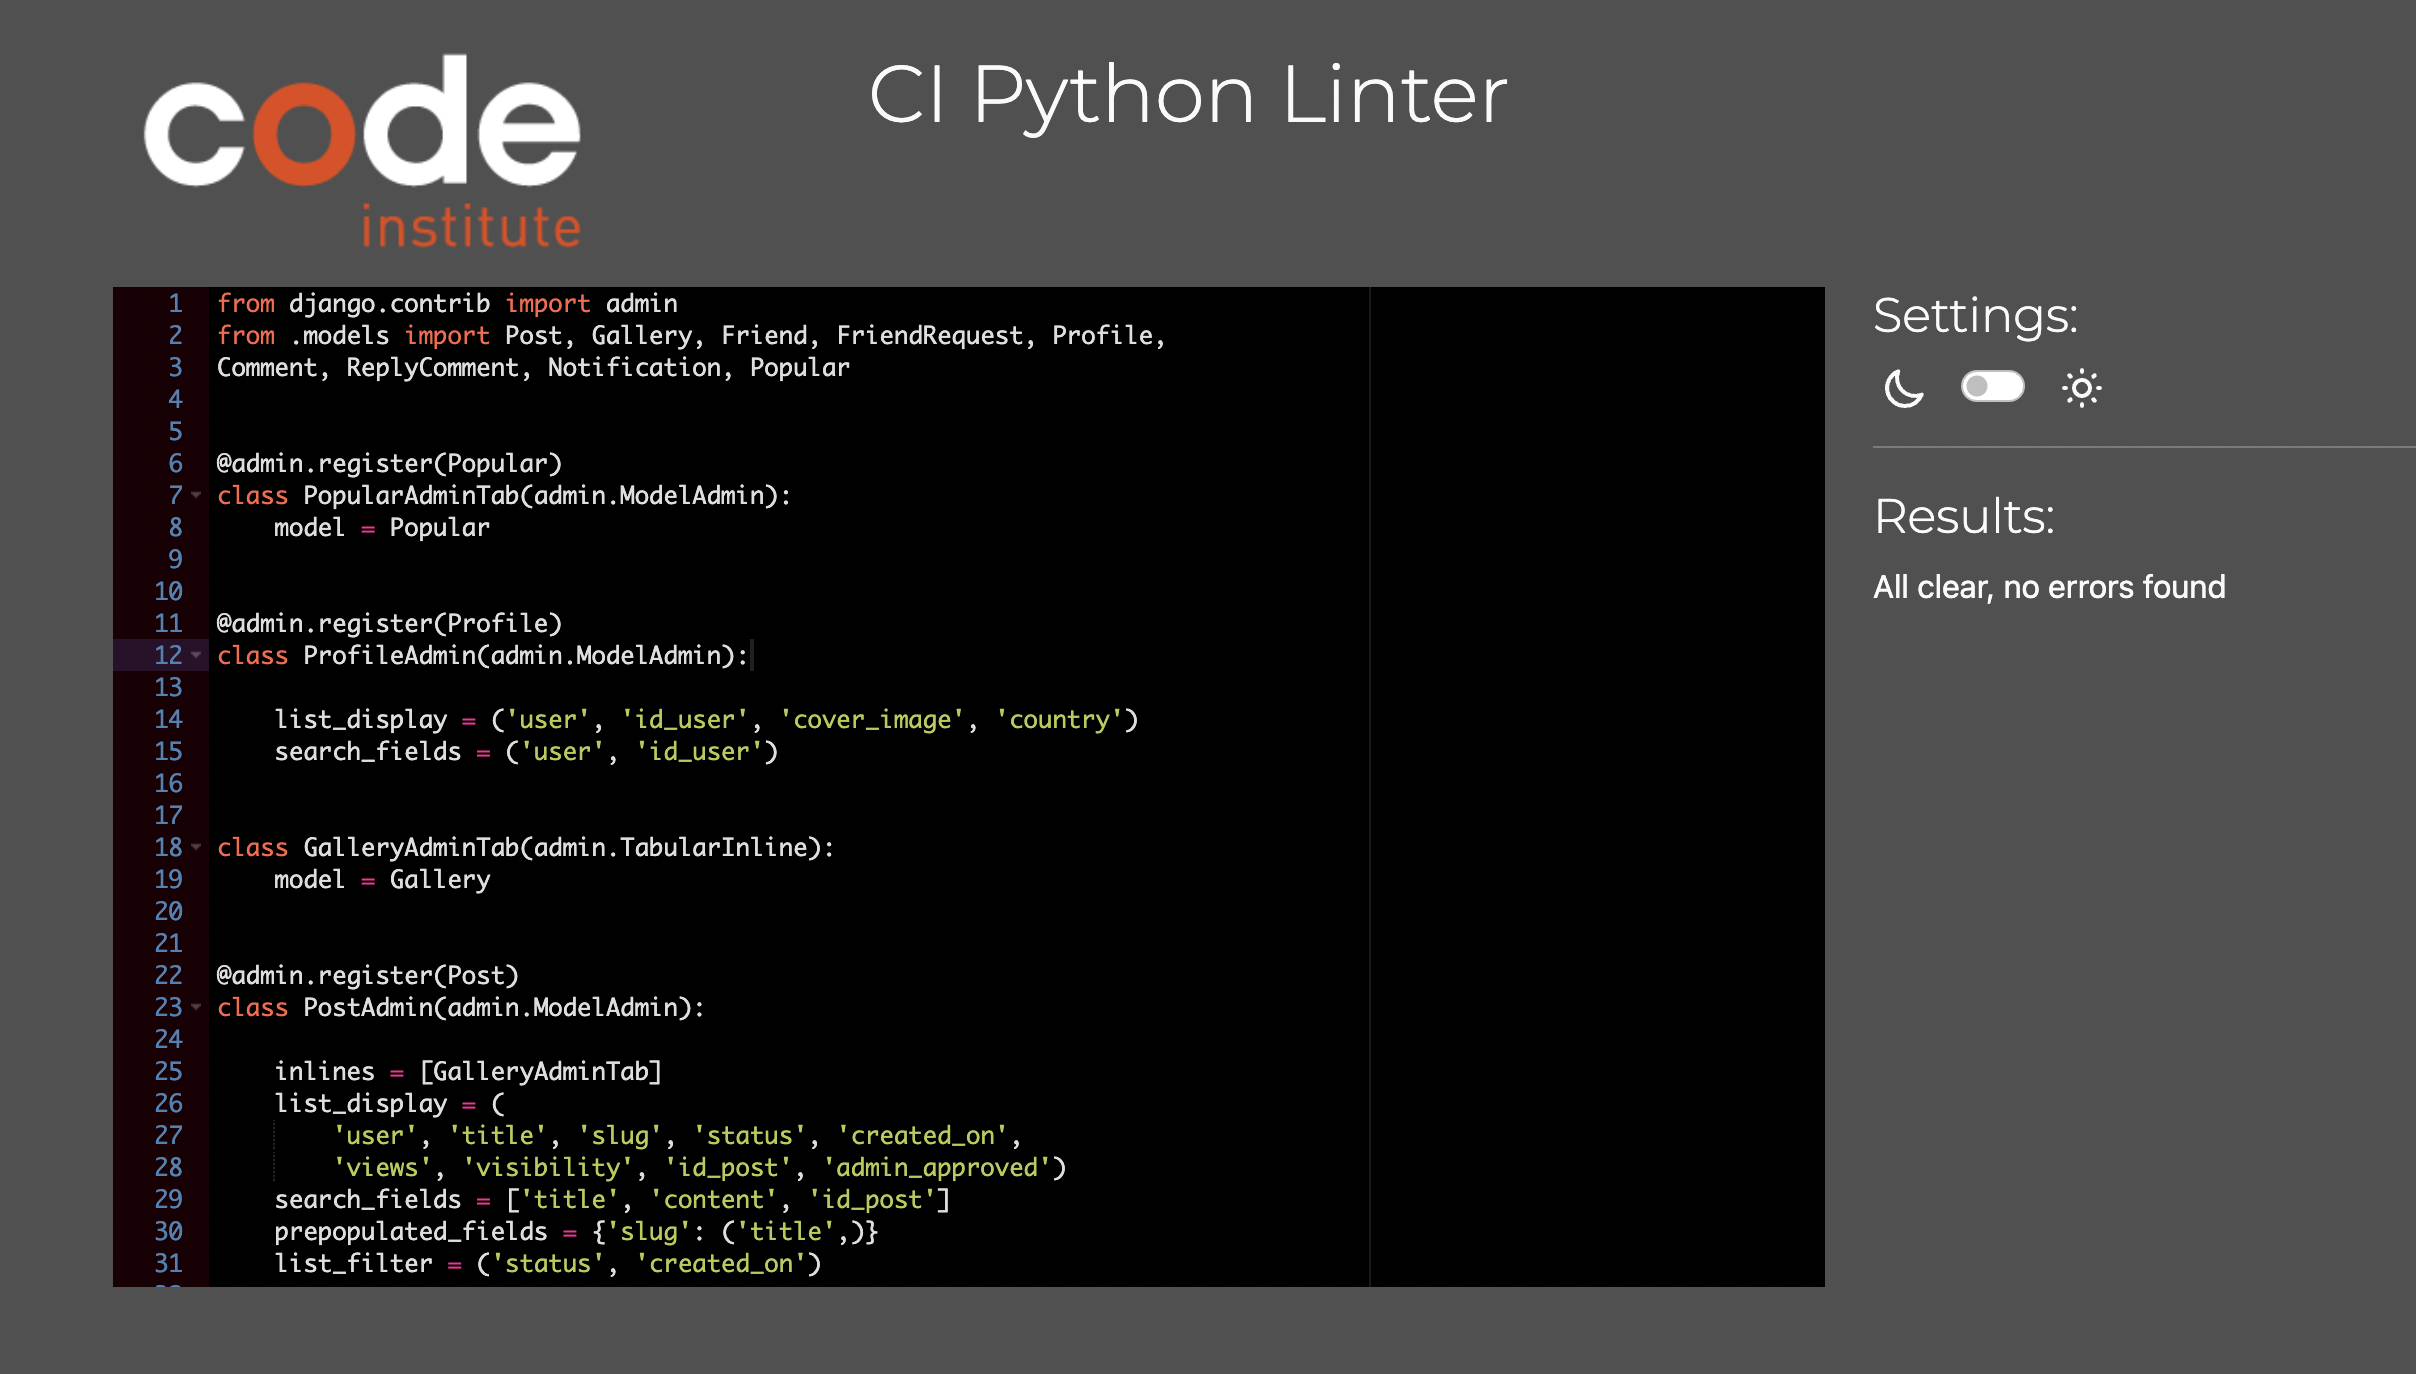 code
institute
CI Python Linter
1 from django.contrib import admin
2 from .models import Post, Gallery, Friend, FriendRequest, Profile,
3 Comment, ReplyComment, Notification, Popular
4
5
6 @admin.register(Popular)
7 class PopularAdminTab(admin.ModelAdmin):
8     model = Popular
9
10
11 @admin.register(Profile)
12 class ProfileAdmin(admin.ModelAdmin):
13
14     list_display = ('user', 'id_user', 'cover_image', 'country')
15     search_fields = ('user', 'id_user')
16
17
18 class GalleryAdminTab(admin.TabularInline):
19     model = Gallery
20
21
22 @admin.register(Post)
23 class PostAdmin(admin.ModelAdmin):
24
25     inlines = [GalleryAdminTab]
26     list_display = (
27         'user', 'title', 'slug', 'status', 'created_on',
28         'views', 'visibility', 'id_post', 'admin_approved')
29     search_fields = ['title', 'content', 'id_post']
30     prepopulated_fields = {'slug': ('title',)}
31     list_filter = ('status', 'created_on')
Settings:
Results:
All clear, no errors found